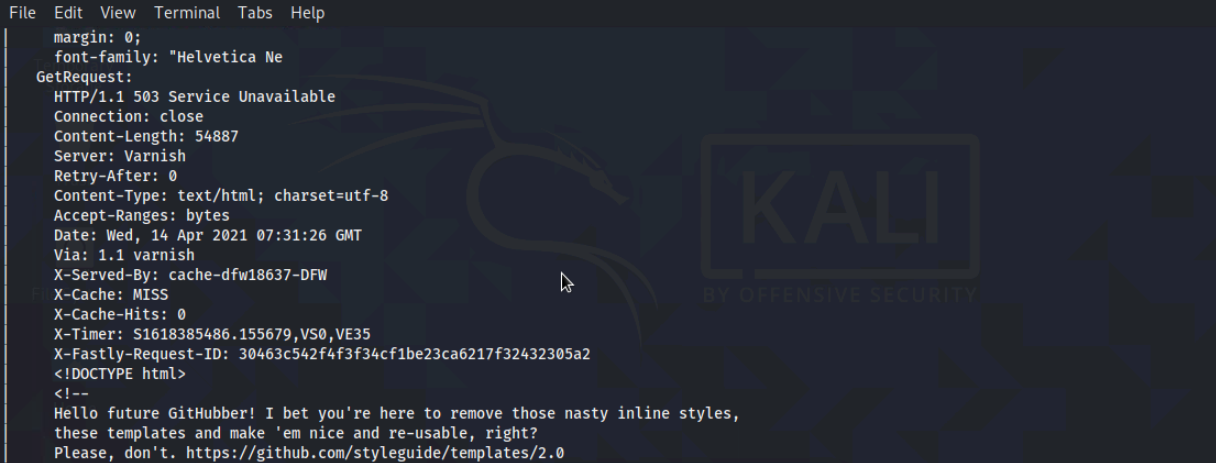 File Edit View Terminal Tabs Help
| margin: 0;
| font-family: "Helvetica Ne
| GetRequest:
| HTTP/1.1 503 Service Unavailable
| Connection: close
| Content-Length: 54887
| Server: Varnish
| Retry-After: 0
| Content-Type: text/html; charset=utf-8
| Accept-Ranges: bytes
| Date: Wed, 14 Apr 2021 07:31:26 GMT
| Via: 1.1 varnish
| X-Served-By: cache-dfw18637-DFW
| X-Cache: MISS
| X-Cache-Hits: 0
| X-Timer: S1618385486.155679,VS0,VE35
| X-Fastly-Request-ID: 30463c542f4f3f34cf1be23ca6217f32432305a2
| <!DOCTYPE html>
| <!--
| Hello future GitHubber! I bet you're here to remove those nasty inline styles,
| these templates and make 'em nice and re-usable, right?
| Please, don't. https://github.com/styleguide/templates/2.0
KALI
BY OFFENSIVE SECURITY